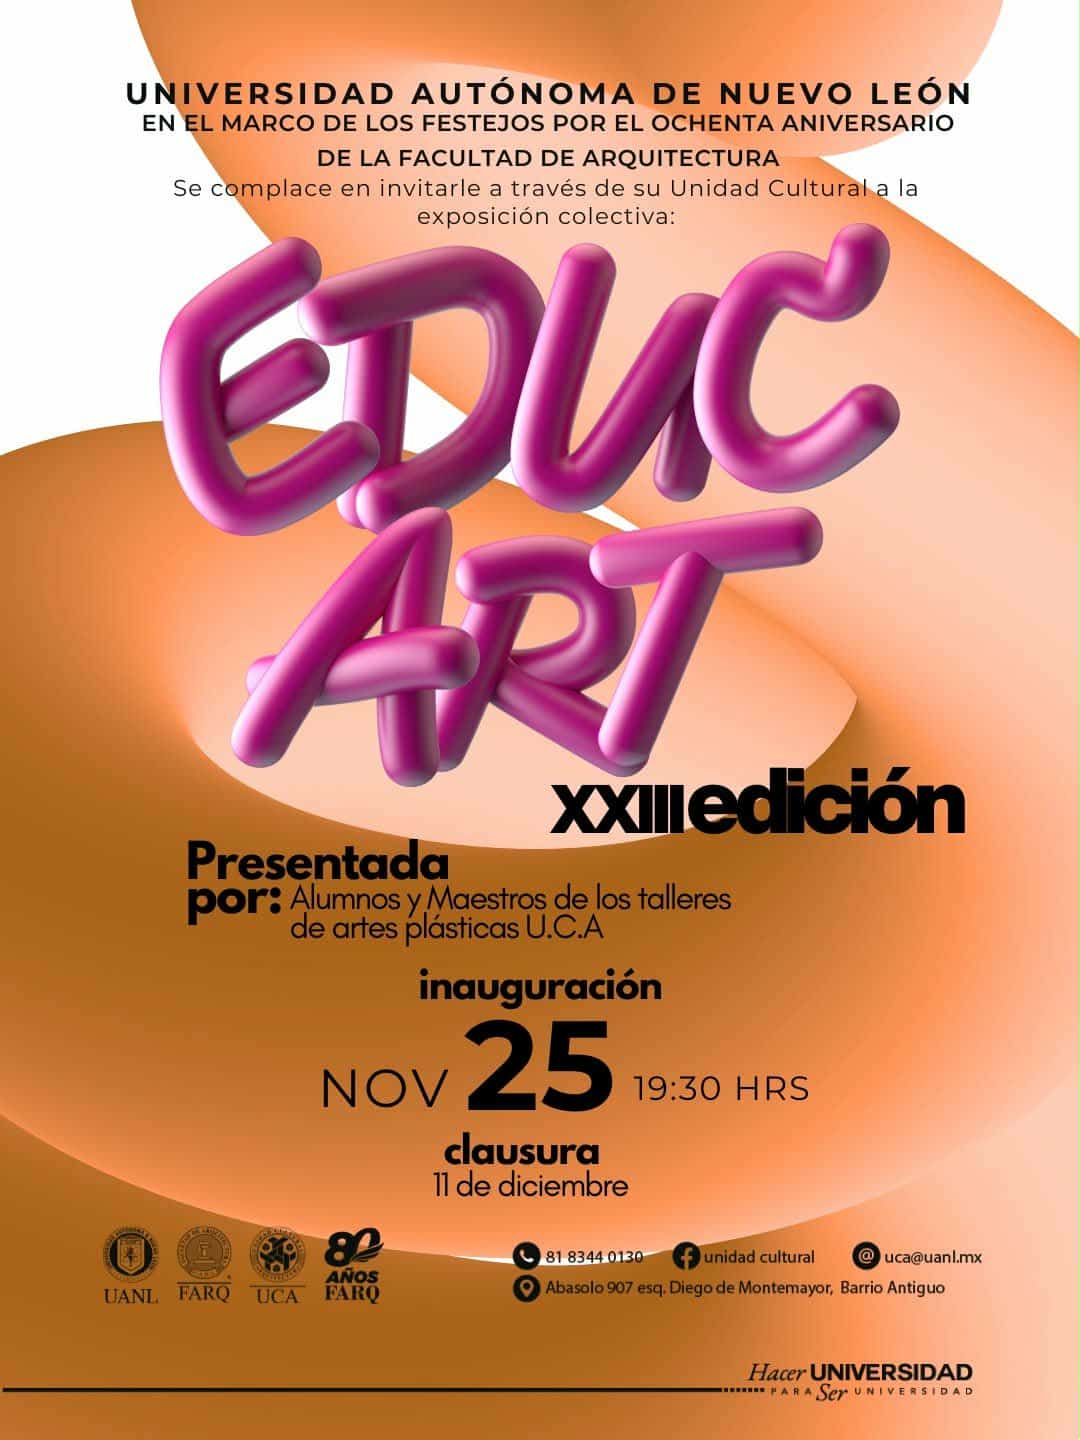 UNIVERSIDAD AUTÓNOMA DE NUEVO LEÓN
EN EL MARCO DE LOS FESTEJOS POR EL OCHENTA ANIVERSARIO
DE LA FACULTAD DE ARQUITECTURA
Se complace en invitarle a través de su Unidad Cultural a la
exposición colectiva:
EDUC
ART
XXIII edición
Presentada
por: Alumnos y Maestros de los talleres
de artes plásticas U.C.A
inauguración
NOV 25 19:30 HRS
clausura
11 de diciembre
UANL FARQ UCA 80 AÑOS FARQ
81 8344 0130 unidad cultural uca@uanl.mx
Abasolo 907 esq. Diego de Montemayor, Barrio Antiguo
Hacer UNIVERSIDAD
PARA Ser UNIVERSIDAD